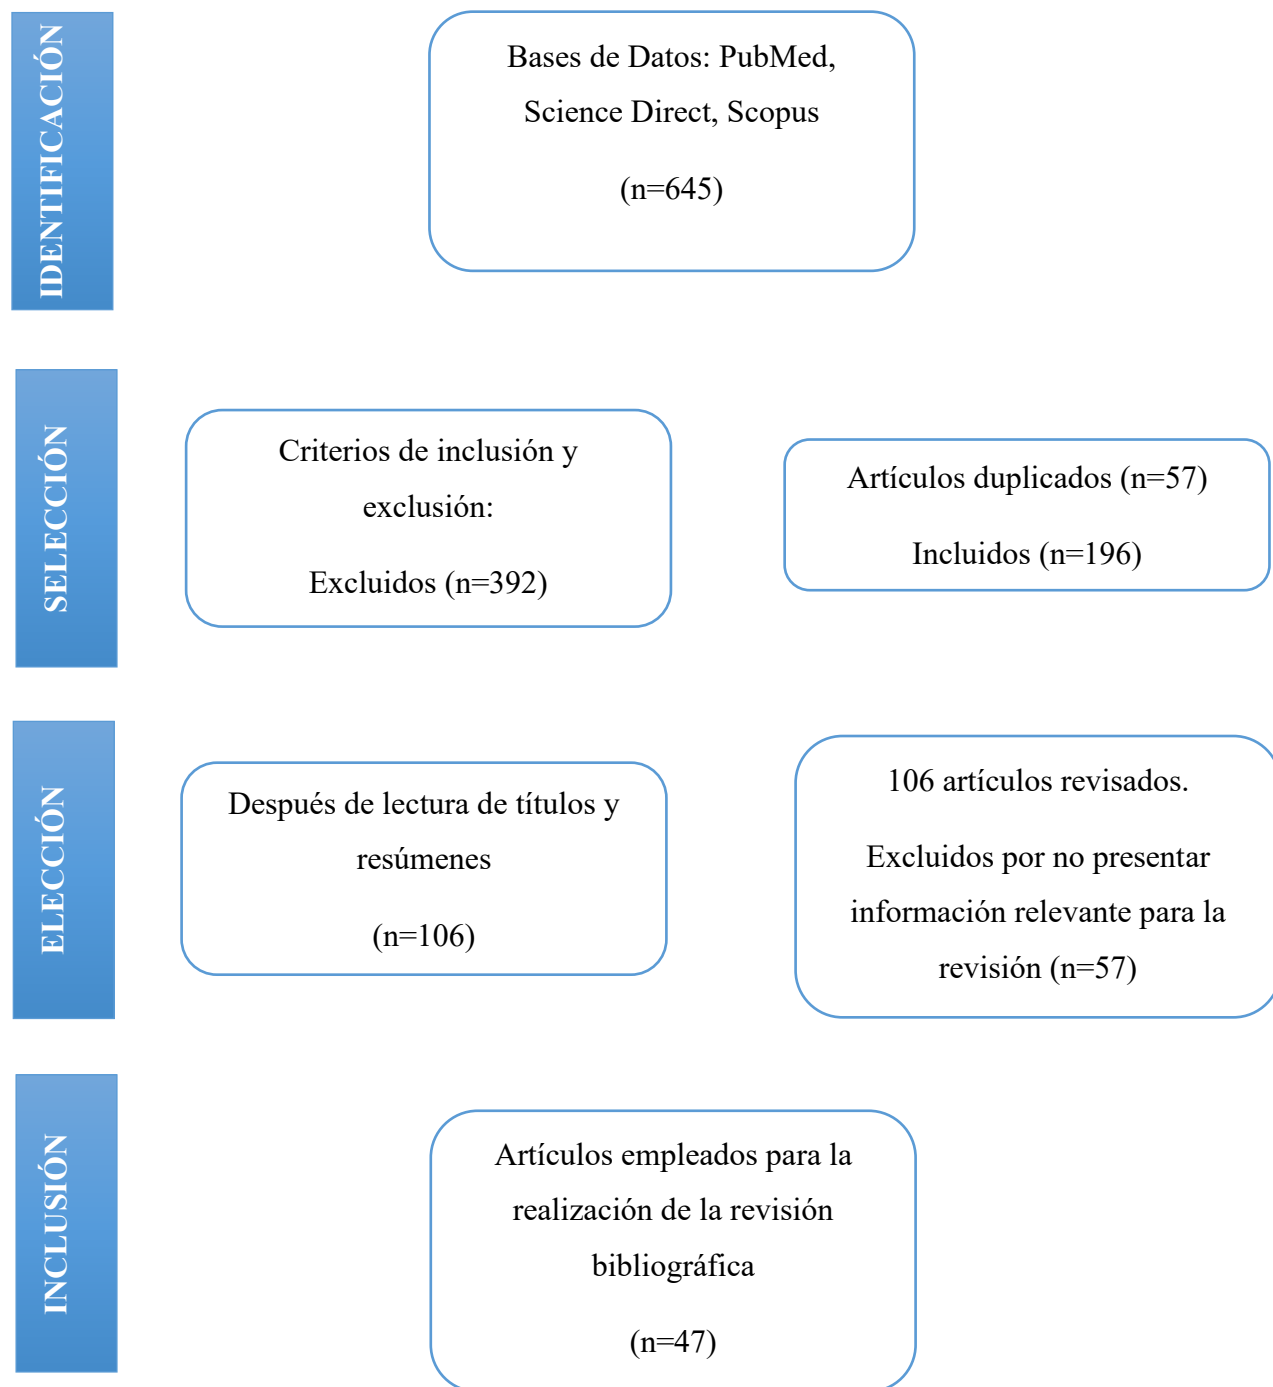 IDENTIFICACIÓN
Bases de Datos: PubMed,
Science Direct, Scopus
(n=645)
SELECCIÓN
Criterios de inclusión y
exclusión:
Excluidos (n=392)
Artículos duplicados (n=57)
Incluidos (n=196)
ELECCIÓN
Después de lectura de títulos y
resúmenes
(n=106)
106 artículos revisados.
Excluidos por no presentar
información relevante para la
revisión (n=57)
INCLUSIÓN
Artículos empleados para la
realización de la revisión
bibliográfica
(n=47)